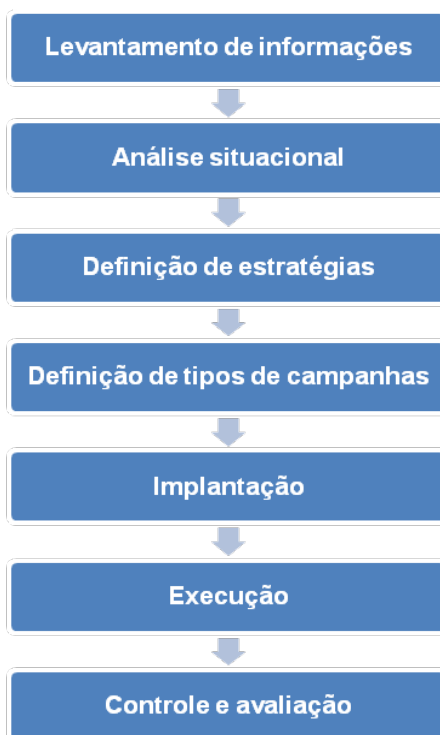 Levantamento de informações
Análise situacional
Definição de estratégias
Definição de tipos de campanhas
Implantação
Execução
Controle e avaliação